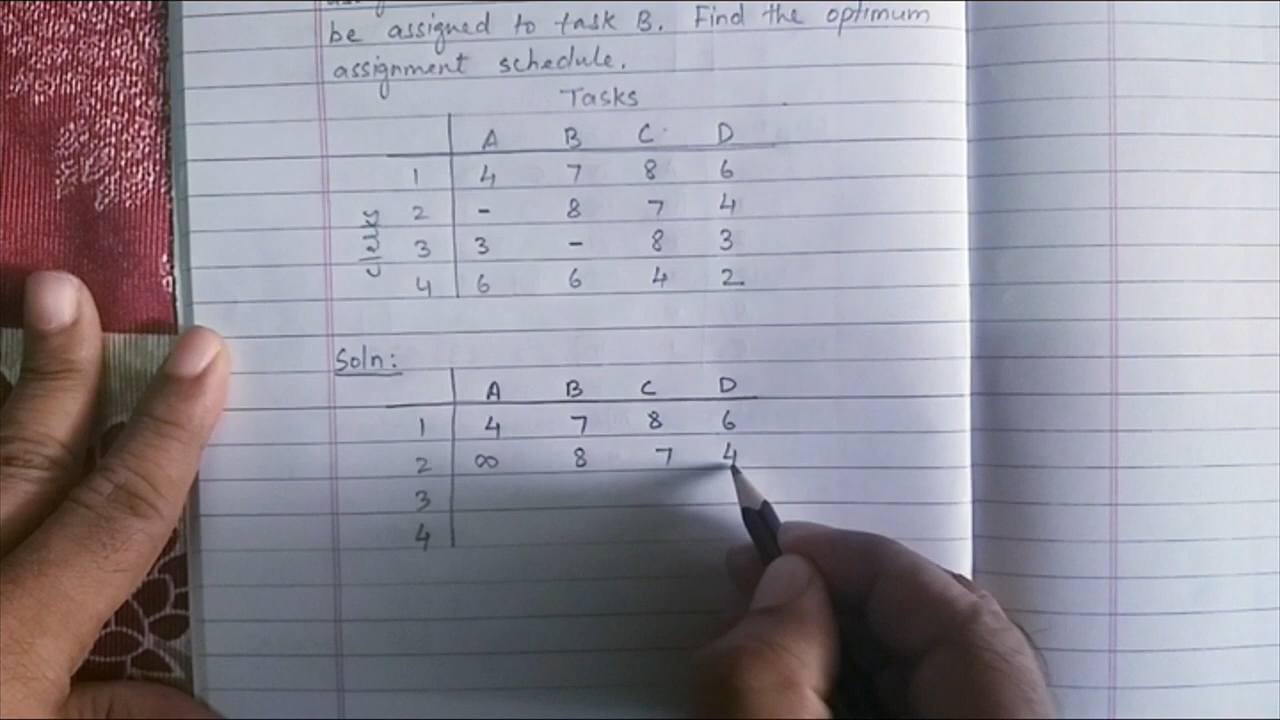 be assigned to task B. Find the optimum
assignment schedule.
Tasks
A B C D
1 4 7 8 6
2 - 8 7 4
Clerks
3 3 - 8 3
4 6 6 4 2
Soln:
A B C D
1 4 7 8 6
2 ∞ 8 7 4
3
4